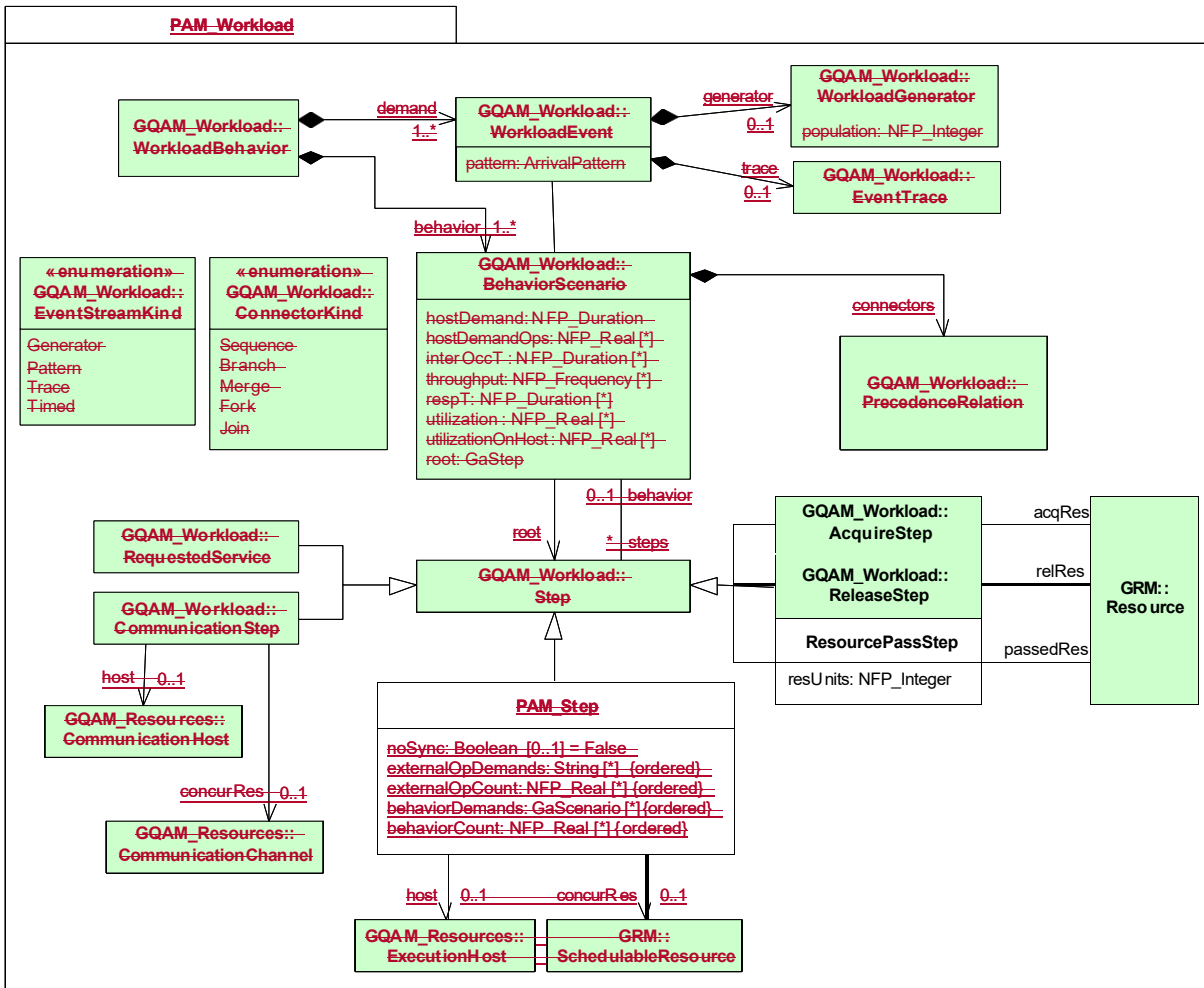 PAM_Workload
GQAM_Workload::
WorkloadBehavior
demand
1..*
GQAM_Workload::
WorkloadEvent
pattern: ArrivalPattern
generator
0..1
GQAM_Workload::
WorkloadGenerator
population: NFP_Integer
trace
0..1
GQAM_Workload::
EventTrace
behavior 1..*
«enumeration»
GQAM_Workload::
EventStreamKind
Generator
Pattern
Trace
Timed
«enumeration»
GQAM_Workload::
ConnectorKind
Sequence
Branch
Merge
Fork
Join
GQAM_Workload::
BehaviorScenario
hostDemand: NFP_Duration
hostDemandOps: NFP_Real [*]
interOccT : NFP_Duration [*]
throughput: NFP_Frequency [*]
respT: NFP_Duration [*]
utilization : NFP_Real [*]
utilizationOnHost : NFP_Real [*]
root: GaStep
connectors
GQAM_Workload::
PrecedenceRelation
0..1 behavior
root
* steps
GQAM_Workload::
RequestedService
GQAM_Workload::
CommunicationStep
GQAM_Workload::
Step
GQAM_Workload::
AcquireStep
GQAM_Workload::
ReleaseStep
ResourcePassStep
resUnits: NFP_Integer
acqRes
relRes
passedRes
GRM::
Resource
host 0..1
GQAM_Resources::
CommunicationHost
concurRes 0..1
GQAM_Resources::
CommunicationChannel
PAM_Step
noSync: Boolean [0..1] = False
externalOpDemands: String [*] {ordered}
externalOpCount: NFP_Real [*] {ordered}
behaviorDemands: GaScenario [*] {ordered}
behaviorCount: NFP_Real [*] {ordered}
host 0..1
concurRes 0..1
GQAM_Resources::
ExecutionHost
GRM::
SchedulableResource